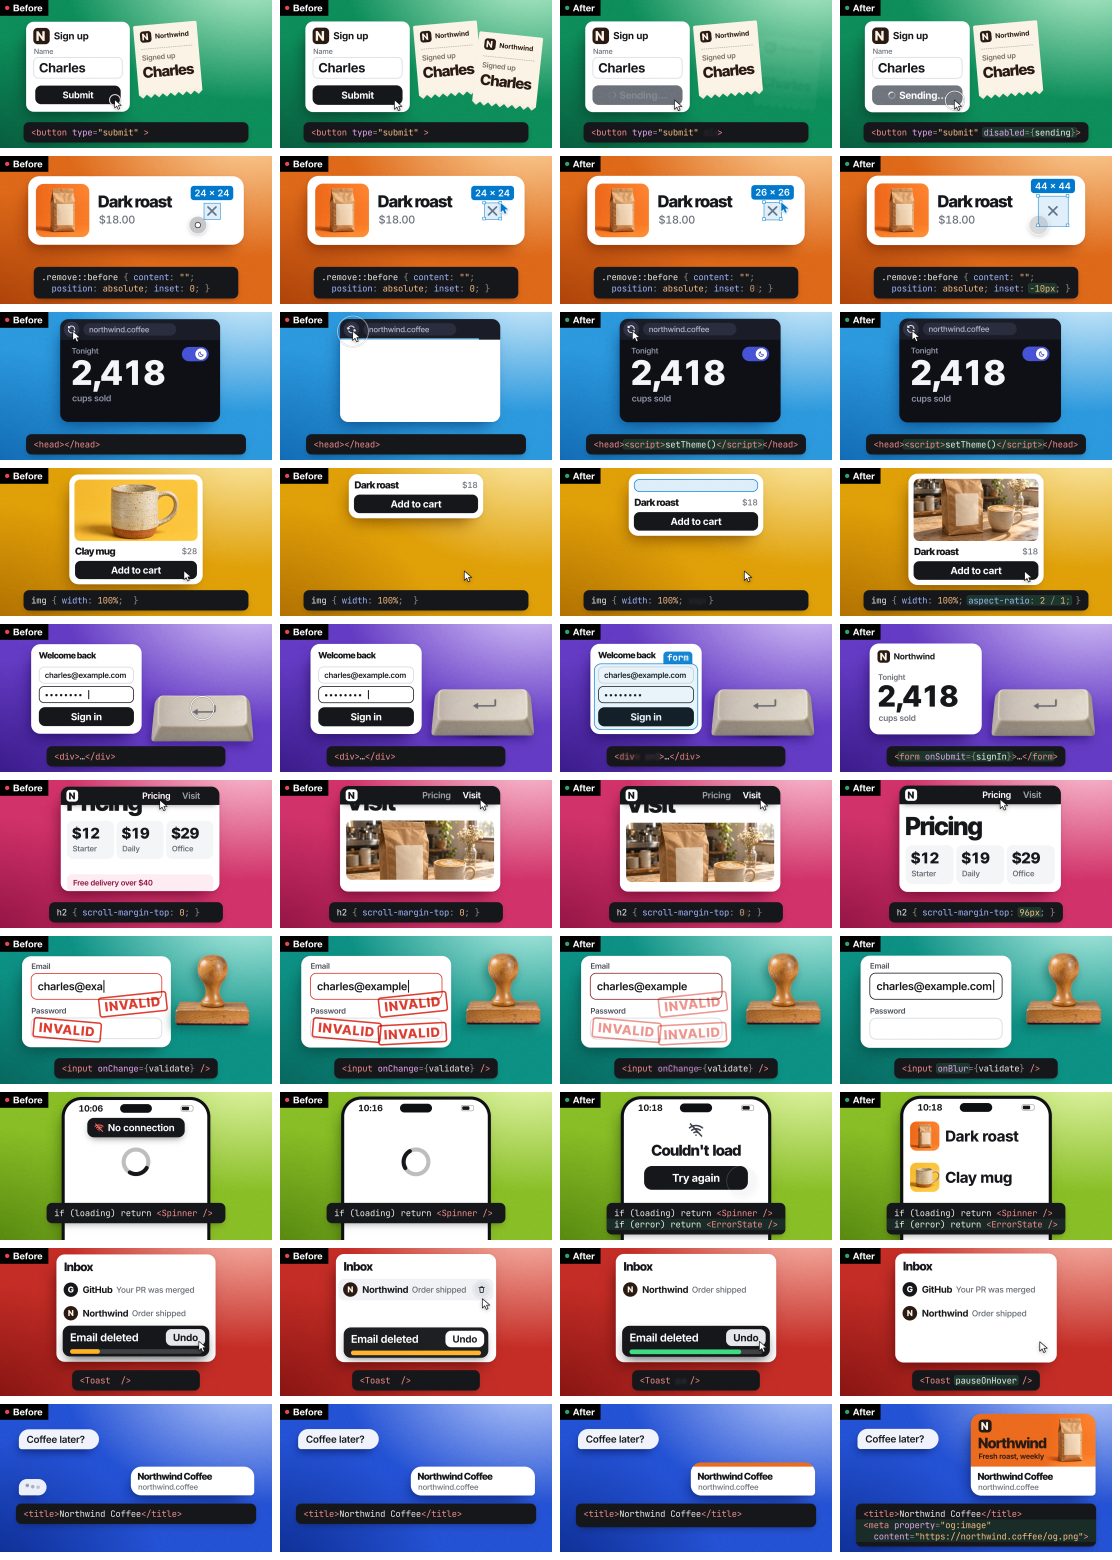 Before
Sign up
Name
Charles
Submit
Northwind
Signed up
Charles
<button type="submit" >
Before
Sign up
Name
Charles
Submit
Northwind
Signed up
Charles
Northwind
Signed up
Charles
<button type="submit" >
After
Sign up
Name
Charles
Sending...
Northwind
Signed up
Charles
<button type="submit" >
After
Sign up
Name
Charles
Sending...
Northwind
Signed up
Charles
<button type="submit" disabled={sending}>
Before
24 × 24
Dark roast
$18.00
.remove::before { content: "";
position: absolute; inset: 0; }
Before
24 × 24
Dark roast
$18.00
.remove::before { content: "";
position: absolute; inset: 0; }
After
26 × 26
Dark roast
$18.00
.remove::before { content: "";
position: absolute; inset: 0 ; }
After
44 × 44
Dark roast
$18.00
.remove::before { content: "";
position: absolute; inset: -10px; }
Before
northwind.coffee
Tonight
2,418
cups sold
<head></head>
Before
northwind.coffee
<head></head>
After
northwind.coffee
Tonight
2,418
cups sold
<head><script>setTheme()</script></head>
After
northwind.coffee
Tonight
2,418
cups sold
<head><script>setTheme()</script></head>
Before
Clay mug $28
Add to cart
img { width: 100%; }
Before
Dark roast $18
Add to cart
img { width: 100%; }
After
Dark roast $18
Add to cart
img { width: 100%; }
After
Dark roast $18
Add to cart
img { width: 100%; aspect-ratio: 2 / 1; }
Before
Welcome back
charles@example.com
Sign in
<div>…</div>
Before
Welcome back
charles@example.com
Sign in
<div>…</div>
After
Welcome back
form
charles@example.com
Sign in
<div >…</div>
After
N Northwind
Tonight
2,418
cups sold
<form onSubmit={signIn}>…</form>
Before
N Pricing Visit
Pricing
$12 $19 $29
Starter Daily Office
Free delivery over $40
h2 { scroll-margin-top: 0; }
Before
N Pricing Visit
Visit
h2 { scroll-margin-top: 0; }
After
N Pricing Visit
Visit
h2 { scroll-margin-top: 0 ; }
After
N Pricing Visit
Pricing
$12 $19 $29
Starter Daily Office
h2 { scroll-margin-top: 96px; }
Before
Email
charles@exa
INVALID
Password
INVALID
<input onChange={validate} />
Before
Email
charles@example
INVALID
Password
INVALID INVALID
<input onChange={validate} />
After
Email
charles@example
INVALID
Password
INVALID INVALID
<input onChange={validate} />
After
Email
charles@example.com
Password
<input onBlur={validate} />
Before
10:06
No connection
if (loading) return <Spinner />
Before
10:16
if (loading) return <Spinner />
After
10:18
Couldn't load
Try again
if (loading) return <Spinner />
if (error) return <ErrorState />
After
10:18
Dark roast
Clay mug
if (loading) return <Spinner />
if (error) return <ErrorState />
Before
Inbox
G GitHub Your PR was merged
N Northwind Order shipped
Email deleted Undo
<Toast />
Before
Inbox
N Northwind Order shipped
Email deleted Undo
<Toast />
After
Inbox
N Northwind Order shipped
Email deleted Undo
<Toast />
After
Inbox
G GitHub Your PR was merged
N Northwind Order shipped
<Toast pauseOnHover />
Before
Coffee later?
Northwind Coffee
northwind.coffee
<title>Northwind Coffee</title>
Before
Coffee later?
Northwind Coffee
northwind.coffee
<title>Northwind Coffee</title>
After
Coffee later?
Northwind Coffee
northwind.coffee
<title>Northwind Coffee</title>
After
Coffee later?
N
Northwind
Fresh roast, weekly
Northwind Coffee
northwind.coffee
<title>Northwind Coffee</title>
<meta property="og:image"
content="https://northwind.coffee/og.png">